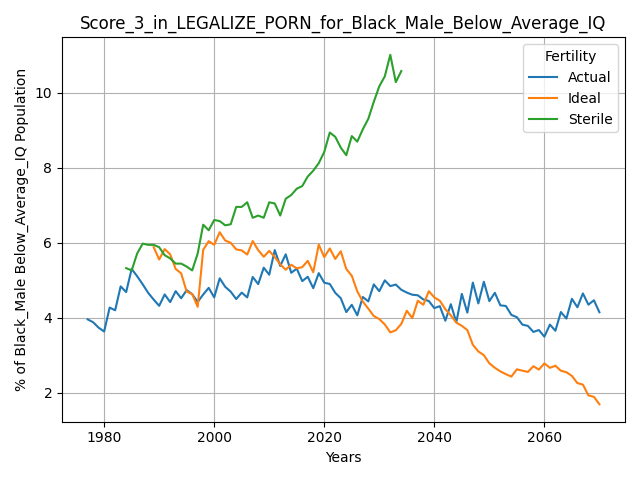 Score_3_in_LEGALIZE_PORN_for_Black_Male_Below_Average_IQ
% of Black_Male Below_Average_IQ Population
10
8
6
4
2
1980
2000
2020
2040
2060
Years
Fertility
Actual
Ideal
Sterile